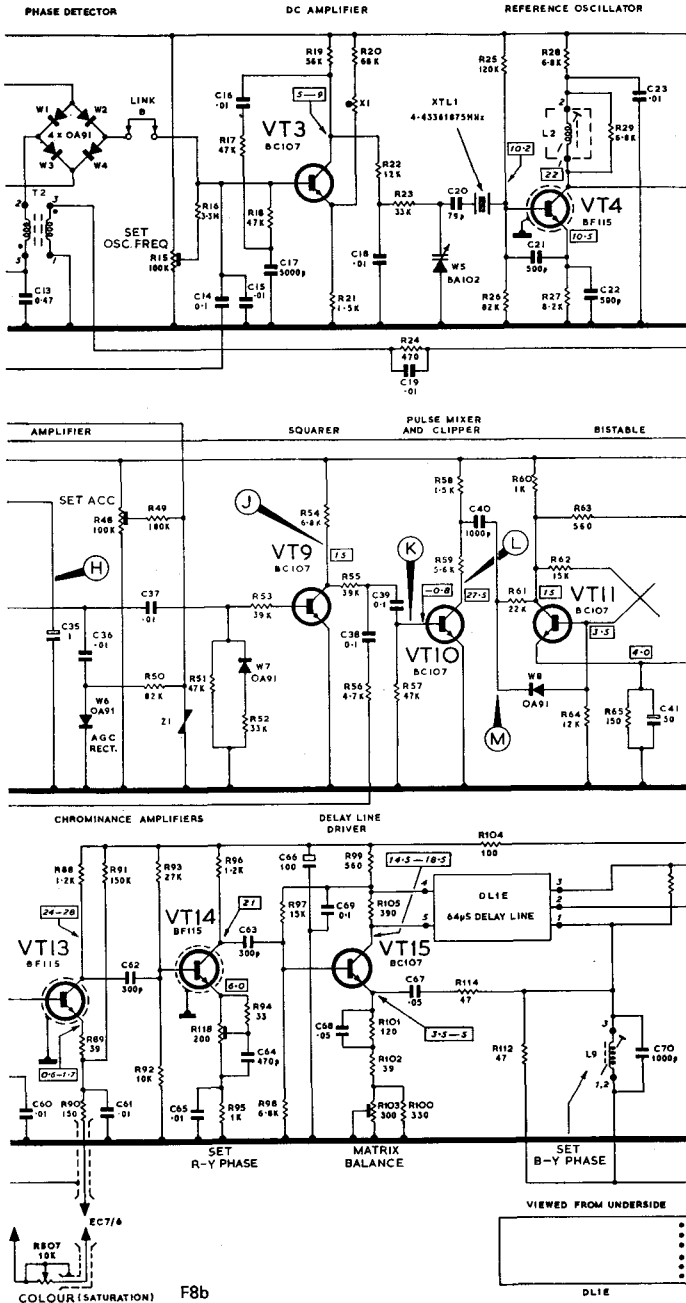 PHASE DETECTOR
DC AMPLIFIER
REFERENCE OSCILLATOR
R19
56K
R20
68K
R25
120K
R28
6·8K
C16
·01
C23
·01
W1
W2
LINK
B
4 x OA91
W3
W4
5—9
X1
XTL1
4·43361875MHz
2
L2
3
R29
6·8K
R17
47K
VT3
BC107
R22
12K
10·2
22
T2
2
3
3
1
R16
3·3M
R18
47K
R23
33K
C20
79p
VT4
BF115
SET
OSC.FREQ
R15
100K
C17
5000p
C18
·01
W5
BA102
C21
500p
10·5
C13
0·47
C14
0·1
C15
·01
R21
1·5K
R26
82K
R27
8·2K
C22
500p
R24
470
C19
·01
AMPLIFIER
SQUARER
PULSE MIXER
AND CLIPPER
BISTABLE
R58
1·5K
R60
1K
SET ACC
R48
100K
R49
180K
J
R54
6·8K
C40
1000p
R63
560
H
VT9
BC107
15
K
R59
5·6K
L
R62
15K
C37
·01
R53
39K
R55
39K
C39
0·1
-0·8
27·5
R61
22K
15
VT11
BC107
C35
1
C36
·01
C38
0·1
VT10
BC107
3·5
R50
82K
R51
47K
W7
OA91
R56
4·7K
R57
47K
W8
OA91
4·0
W6
OA91
AGC
RECT.
Z1
R52
33K
M
R64
12K
R65
150
C41
50
CHROMINANCE AMPLIFIERS
DELAY LINE
DRIVER
R104
100
R88
1·2K
R91
150K
R93
27K
R96
1·2K
C66
100
R99
560
14·5—18·5
24—28
VT14
BF115
21
R97
15K
C69
0·1
R105
390
4
5
DL1E
64µS DELAY LINE
3
2
1
VT13
BF115
C62
300p
C63
300p
VT15
BC107
C67
·05
R114
47
6·0
R94
33
3·5—5
R89
39
R118
200
C68
·05
R101
120
3
L9
1,2
C70
1000p
R112
47
0·6—1·7
R92
10K
C64
470p
R102
39
C60
·01
R90
150
C61
·01
C65
·01
R95
1K
R98
6·8K
R103
300
R100
330
SET
R-Y PHASE
MATRIX
BALANCE
SET
B-Y PHASE
EC7/6
VIEWED FROM UNDERSIDE
R807
10K
COLOUR (SATURATION)
F8b
DL1E